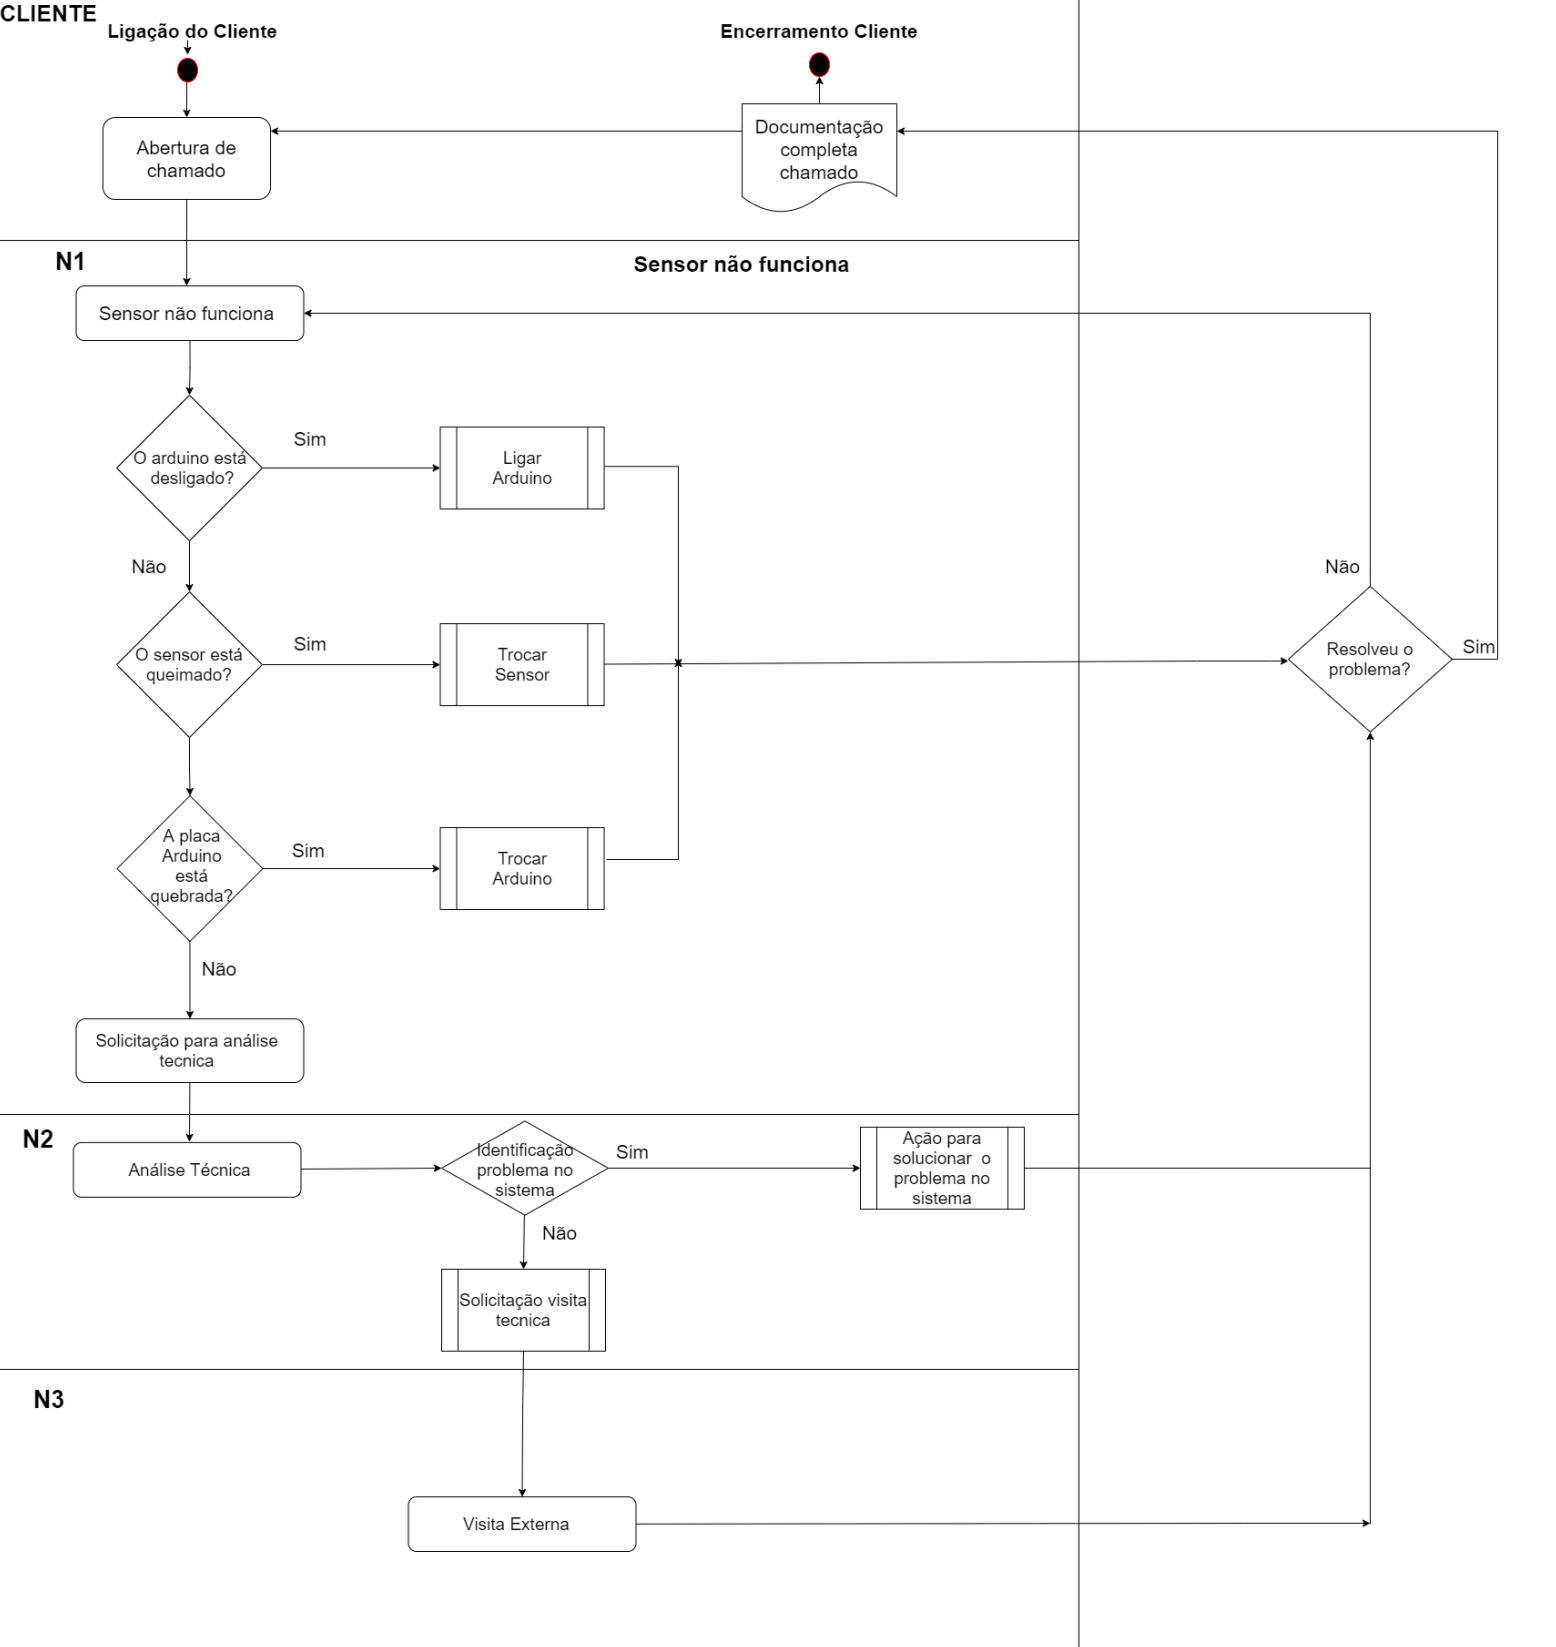 CLIENTE
Ligação do Cliente
Encerramento Cliente
Abertura de
chamado
Documentação
completa
chamado
N1
Sensor não funciona
Sensor não funciona
O arduino está
desligado?
Sim
Ligar
Arduino
Não
O sensor está
queimado?
Sim
Trocar
Sensor
Não
Resolveu o
problema?
Sim
A placa
Arduino
está
quebrada?
Sim
Trocar
Arduino
Não
Solicitação para análise
tecnica
N2
Análise Técnica
Identificação
problema no
sistema
Sim
Ação para
solucionar o
problema no
sistema
Não
Solicitação visita
tecnica
N3
Visita Externa